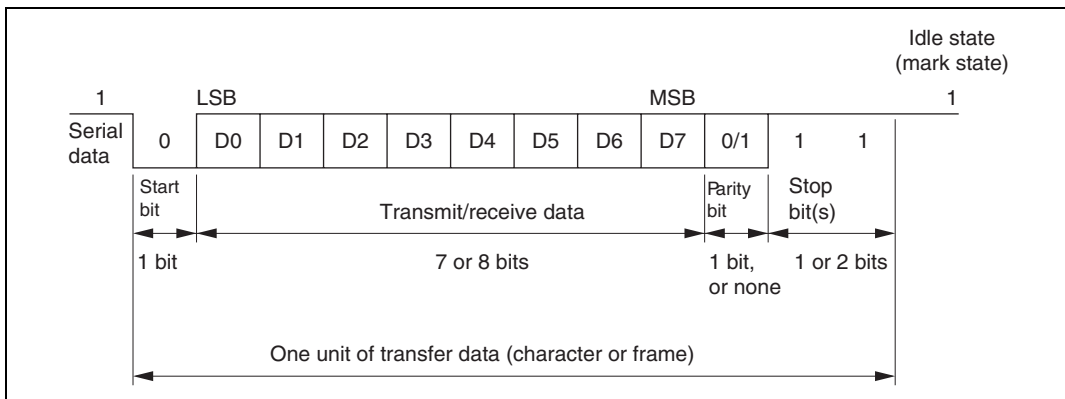 Idle state
(mark state)
1 LSB MSB 1
Serial
data
0 D0 D1 D2 D3 D4 D5 D6 D7 0/1 1 1
Start
bit
Transmit/receive data
Parity
bit
Stop
bit(s)
1 bit
7 or 8 bits
1 bit,
or none
1 or 2 bits
One unit of transfer data (character or frame)